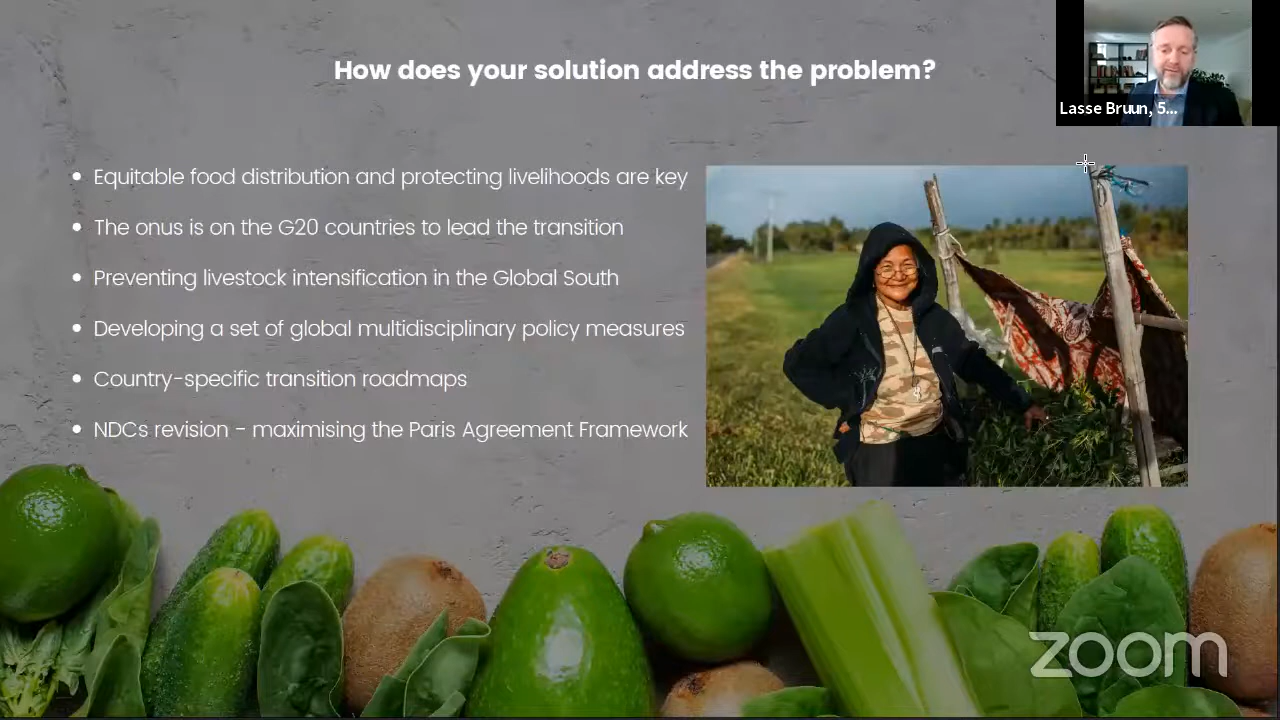 How does your solution address the problem?
Lasse Bruun, 5...
Equitable food distribution and protecting livelihoods are key
The onus is on the G20 countries to lead the transition
Preventing livestock intensification in the Global South
Developing a set of global multidisciplinary policy measures
Country-specific transition roadmaps
NDCs revision - maximising the Paris Agreement Framework
zoom